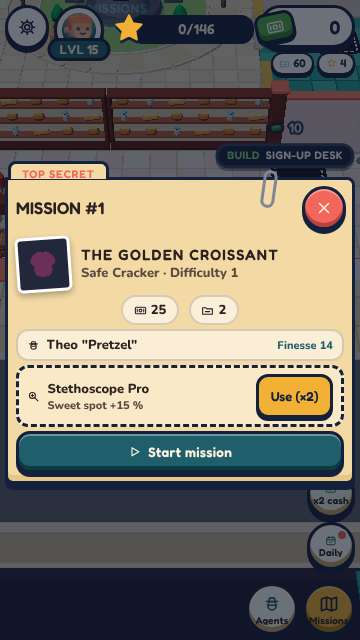 MISSIONS
LVL 15
0/146
0
60
4
10
BUILD SIGN-UP DESK
TOP SECRET
MISSION #1
THE GOLDEN CROISSANT
Safe Cracker · Difficulty 1
25
2
Theo "Pretzel"
Finesse 14
Stethoscope Pro
Sweet spot +15 %
Use (x2)
Start mission
x2 cash
Daily
Agents
Missions